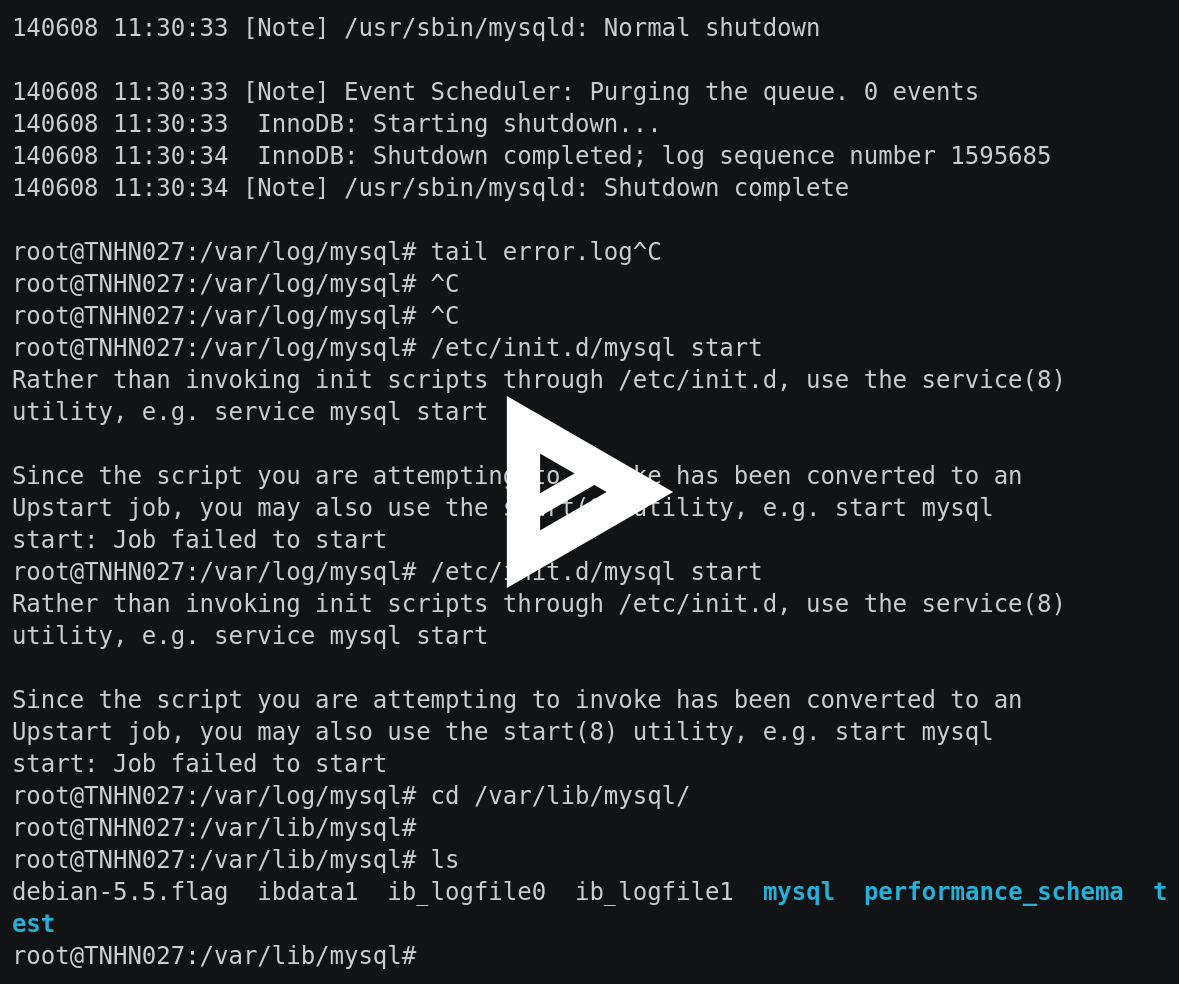 140608 11:30:33 [Note] /usr/sbin/mysqld: Normal shutdown
140608 11:30:33 [Note] Event Scheduler: Purging the queue. 0 events
140608 11:30:33  InnoDB: Starting shutdown...
140608 11:30:34  InnoDB: Shutdown completed; log sequence number 1595685
140608 11:30:34 [Note] /usr/sbin/mysqld: Shutdown complete
root@TNHN027:/var/log/mysql# tail error.log^C
root@TNHN027:/var/log/mysql# ^C
root@TNHN027:/var/log/mysql# ^C
root@TNHN027:/var/log/mysql# /etc/init.d/mysql start
Rather than invoking init scripts through /etc/init.d, use the service(8)
utility, e.g. service mysql start
Since the script you are attempting to has been converted to an
Upstart job, you may also use the utility, e.g. start mysql
start: Job failed to start
root@TNHN027:/var/log/mysql# /etc/init.d/mysql start
Rather than invoking init scripts through /etc/init.d, use the service(8)
utility, e.g. service mysql start
Since the script you are attempting to invoke has been converted to an
Upstart job, you may also use the start(8) utility, e.g. start mysql
start: Job failed to start
root@TNHN027:/var/log/mysql# cd /var/lib/mysql/
root@TNHN027:/var/lib/mysql#
root@TNHN027:/var/lib/mysql# ls
debian-5.5.flag  ibdata1  ib_logfile0  ib_logfile1  mysql  performance_schema  t
est
root@TNHN027:/var/lib/mysql#